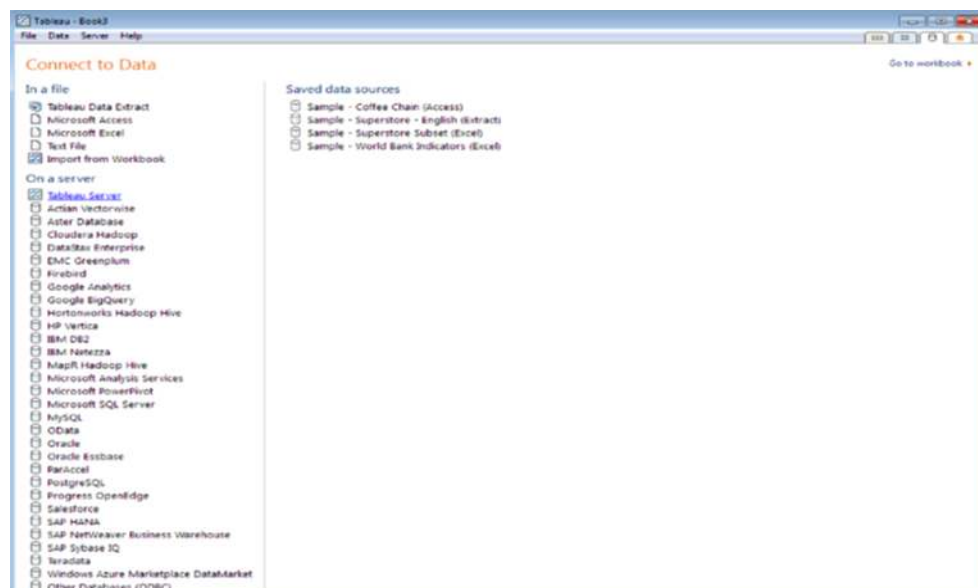 Tableau - Book3
File Data Server Help
Connect to Data
Go to workbook
In a file
Tableau Data Extract
Microsoft Access
Microsoft Excel
Text File
Import from Workbook
On a server
Tableau Server
Actian Vectorwise
Aster Database
Cloudera Hadoop
DataStax Enterprise
EMC Greenplum
Firebird
Google Analytics
Google BigQuery
Hortonworks Hadoop Hive
HP Vertica
IBM DB2
IBM Netezza
MapR Hadoop Hive
Microsoft Analysis Services
Microsoft PowerPivot
Microsoft SQL Server
MySQL
OData
Oracle
Oracle Essbase
ParAccel
PostgreSQL
Progress OpenEdge
Salesforce
SAP HANA
SAP NetWeaver Business Warehouse
SAP Sybase IQ
Teradata
Windows Azure Marketplace DataMarket
Other Databases (ODBC)
Saved data sources
Sample - Coffee Chain (Access)
Sample - Superstore - English (Extract)
Sample - Superstore Subset (Excel)
Sample - World Bank Indicators (Excel)